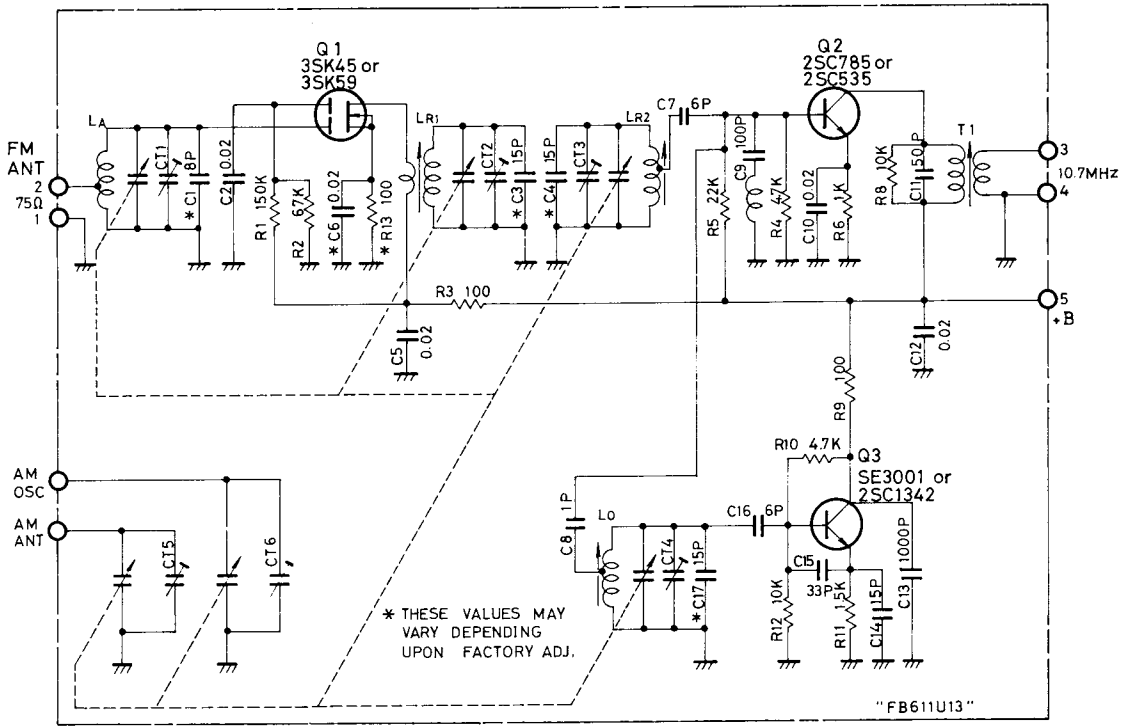 Q1
3SK45 or
3SK59
Q2
2SC785 or
2SC535
LA
LR1
LR2
C7 6P
T1
FM
ANT
2
75Ω
1
CT1
* C1 8P
C2 0.02
R1 150K
R2 67K
* C6 0.02
* R13 100
CT2
* C3 15P
* C4 15P
CT3
R5 22K
C9 100P
R4 4.7K
C10 0.02
R6 1K
R8 10K
C11 150P
3
10.7MHz
4
R3 100
5
+B
C5 0.02
C12 0.02
R9 100
R10 4.7K
Q3
SE3001 or
2SC1342
AM
OSC
AM
ANT
CT5
CT6
C8 1P
LO
CT4
* C17 15P
C16 6P
C15
33P
R12 10K
R11 1.5K
C14 15P
C13 1000P
* THESE VALUES MAY
VARY DEPENDING
UPON FACTORY ADJ.
"FB611U13"